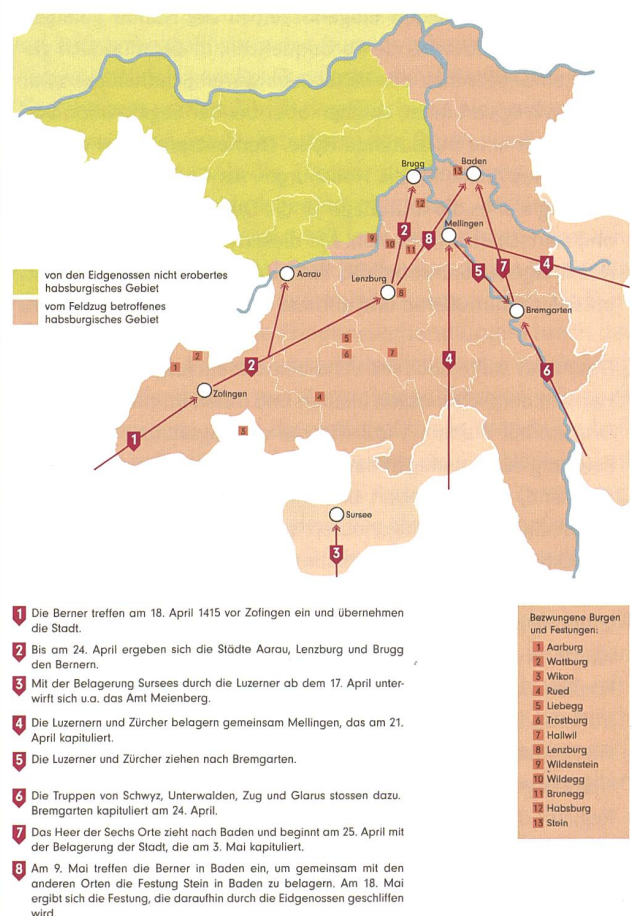 Brugg
Baden
13
12
Mellingen
2
8
9
10
11
4
7
5
von den Eidgenossen nicht erobertes
habsburgisches Gebiet
Aarau
Lenzburg
8
vom Feldzug betroffenes
habsburgisches Gebiet
Bremgarten
5
6
7
1
2
2
4
6
Zofingen
4
3
1
Sursee
3
1 Die Berner treffen am 18. April 1415 vor Zofingen ein und übernehmen
die Stadt.
2 Bis am 24. April ergeben sich die Städte Aarau, Lenzburg und Brugg
den Bernern.
3 Mit der Belagerung Sursees durch die Luzerner ab dem 17. April unter-
wirft sich u.a. das Amt Meienberg.
4 Die Luzernern und Zürcher belagern gemeinsam Mellingen, das am 21.
April kapituliert.
5 Die Luzerner und Zürcher ziehen nach Bremgarten.
6 Die Truppen von Schwyz, Unterwalden, Zug und Glarus stossen dazu.
Bremgarten kapituliert am 24. April.
7 Das Heer der Sechs Orte zieht nach Baden und beginnt am 25. April mit
der Belagerung der Stadt, die am 3. Mai kapituliert.
8 Am 9. Mai treffen die Berner in Baden ein, um gemeinsam mit den
anderen Orten die Festung Stein in Baden zu belagern. Am 18. Mai
ergibt sich die Festung, die daraufhin durch die Eidgenossen geschliffen
wird.
Bezwungene Burgen
und Festungen:
1 Aarburg
2 Wattburg
3 Wikon
4 Rued
5 Liebegg
6 Trostburg
7 Hallwil
8 Lenzburg
9 Wildenstein
10 Wildegg
11 Brunegg
12 Habsburg
13 Stein